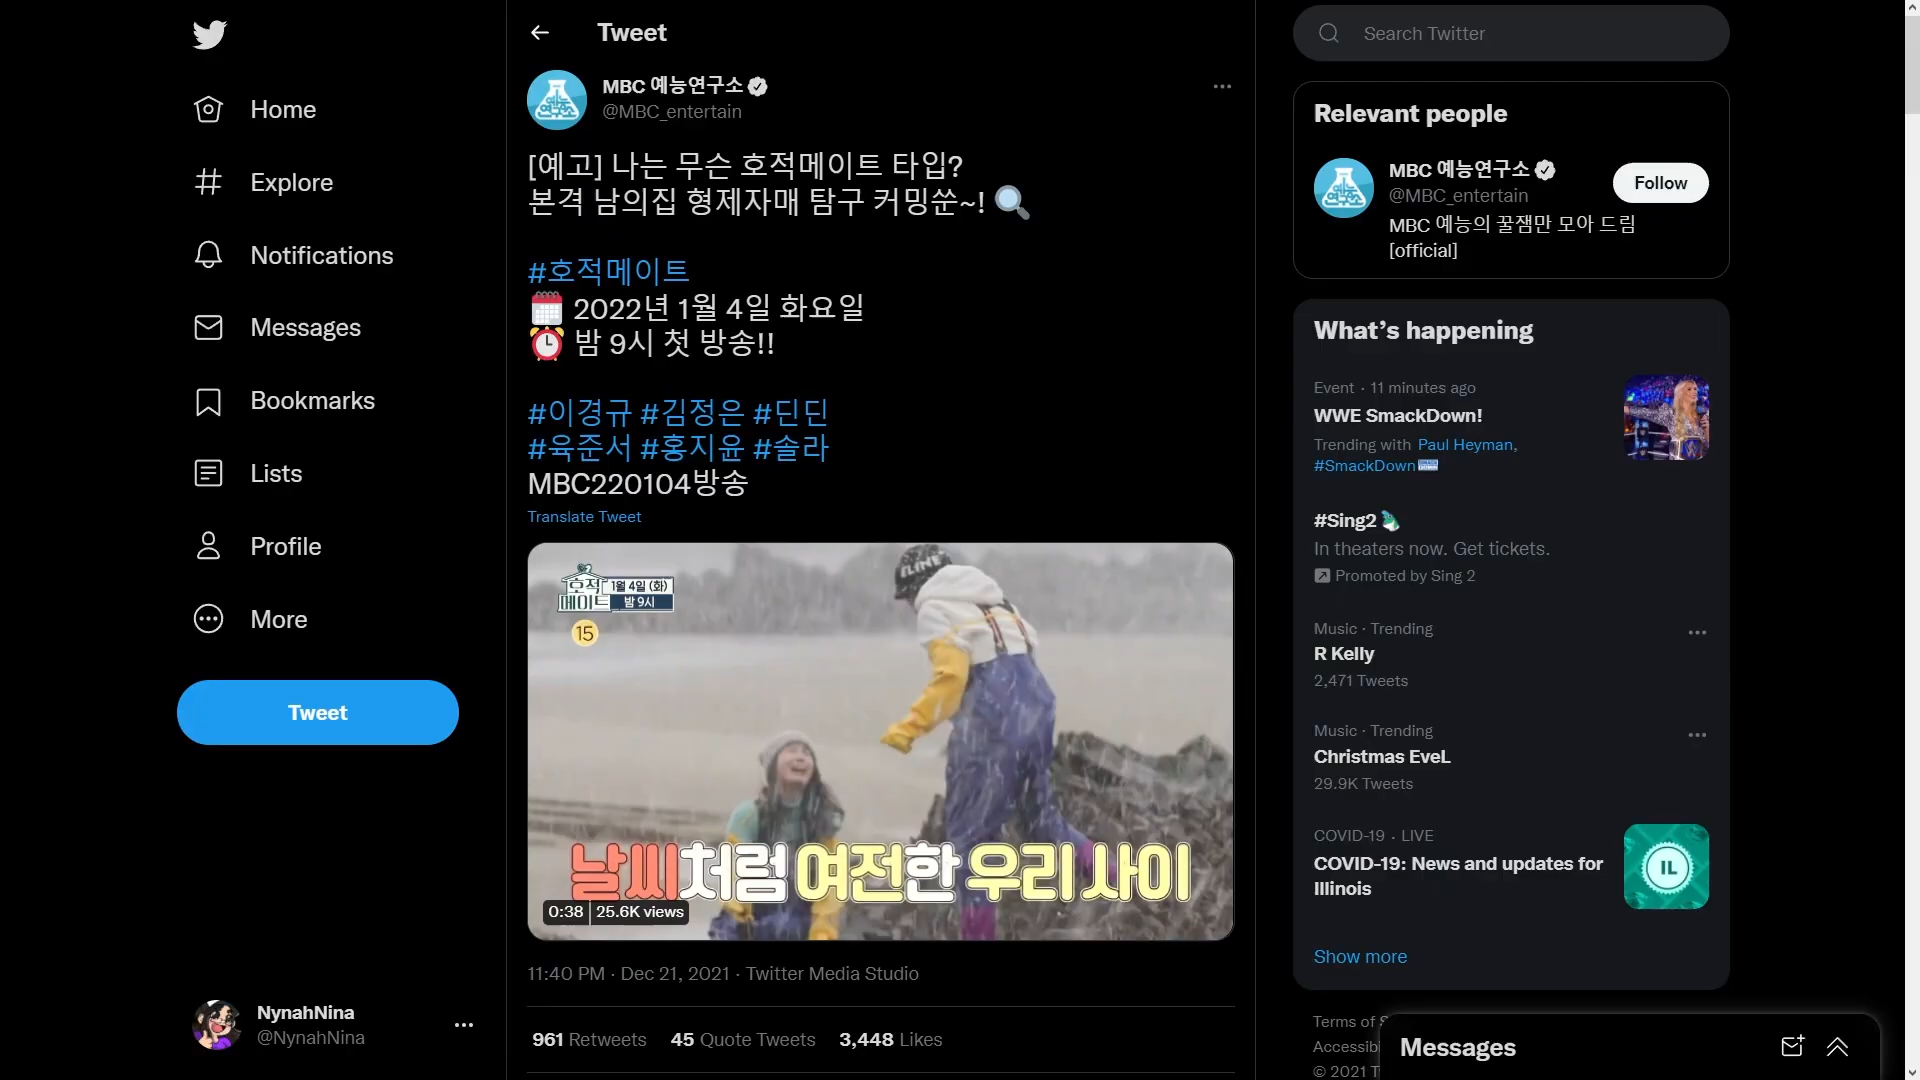 Home
Explore
Notifications
Messages
Bookmarks
Lists
Profile
More
Tweet
NynahNina
@NynahNina
Tweet
MBC 예능연구소
@MBC_entertain
[예고] 나는 무슨 호적메이트 타입?
본격 남의집 형제자매 탐구 커밍쑨~! 🔍
#호적메이트
🗓 2022년 1월 4일 화요일
⏰ 밤 9시 첫 방송!!
#이경규 #김정은 #딘딘
#육준서 #홍지윤 #솔라
MBC220104방송
Translate Tweet
호적
메이트
1월 4일 (화)
밤 9시
15
LINE
날씨처럼 여전한 우리 사이
0:38
25.6K views
11:40 PM · Dec 21, 2021 · Twitter Media Studio
961 Retweets 45 Quote Tweets 3,448 Likes
Search Twitter
Relevant people
MBC 예능연구소
@MBC_entertain
Follow
MBC 예능의 꿀잼만 모아 드림
[official]
What's happening
Event · 11 minutes ago
WWE SmackDown!
Trending with Paul Heyman,
#SmackDown
#Sing2
In theaters now. Get tickets.
Promoted by Sing 2
Music · Trending
R Kelly
2,471 Tweets
Music · Trending
Christmas EveL
29.9K Tweets
COVID-19 · LIVE
COVID-19: News and updates for
Illinois
IL
Show more
Terms of
© 2021
Messages